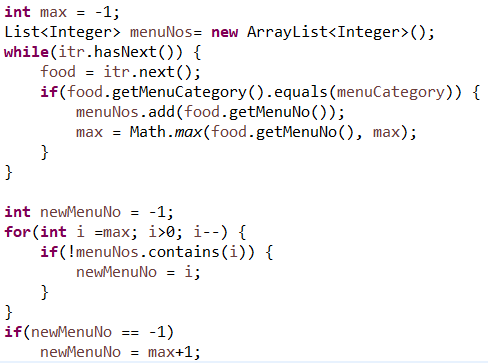 int max = -1;
List<Integer> menuNos= new ArrayList<Integer>();
while(itr.hasNext()) {
    food = itr.next();
    if(food.getMenuCategory().equals(menuCategory)) {
        menuNos.add(food.getMenuNo());
        max = Math.max(food.getMenuNo(), max);
    }
}

int newMenuNo = -1;
for(int i =max; i>0; i--) {
    if(!menuNos.contains(i)) {
        newMenuNo = i;
    }
}
if(newMenuNo == -1)
    newMenuNo = max+1;